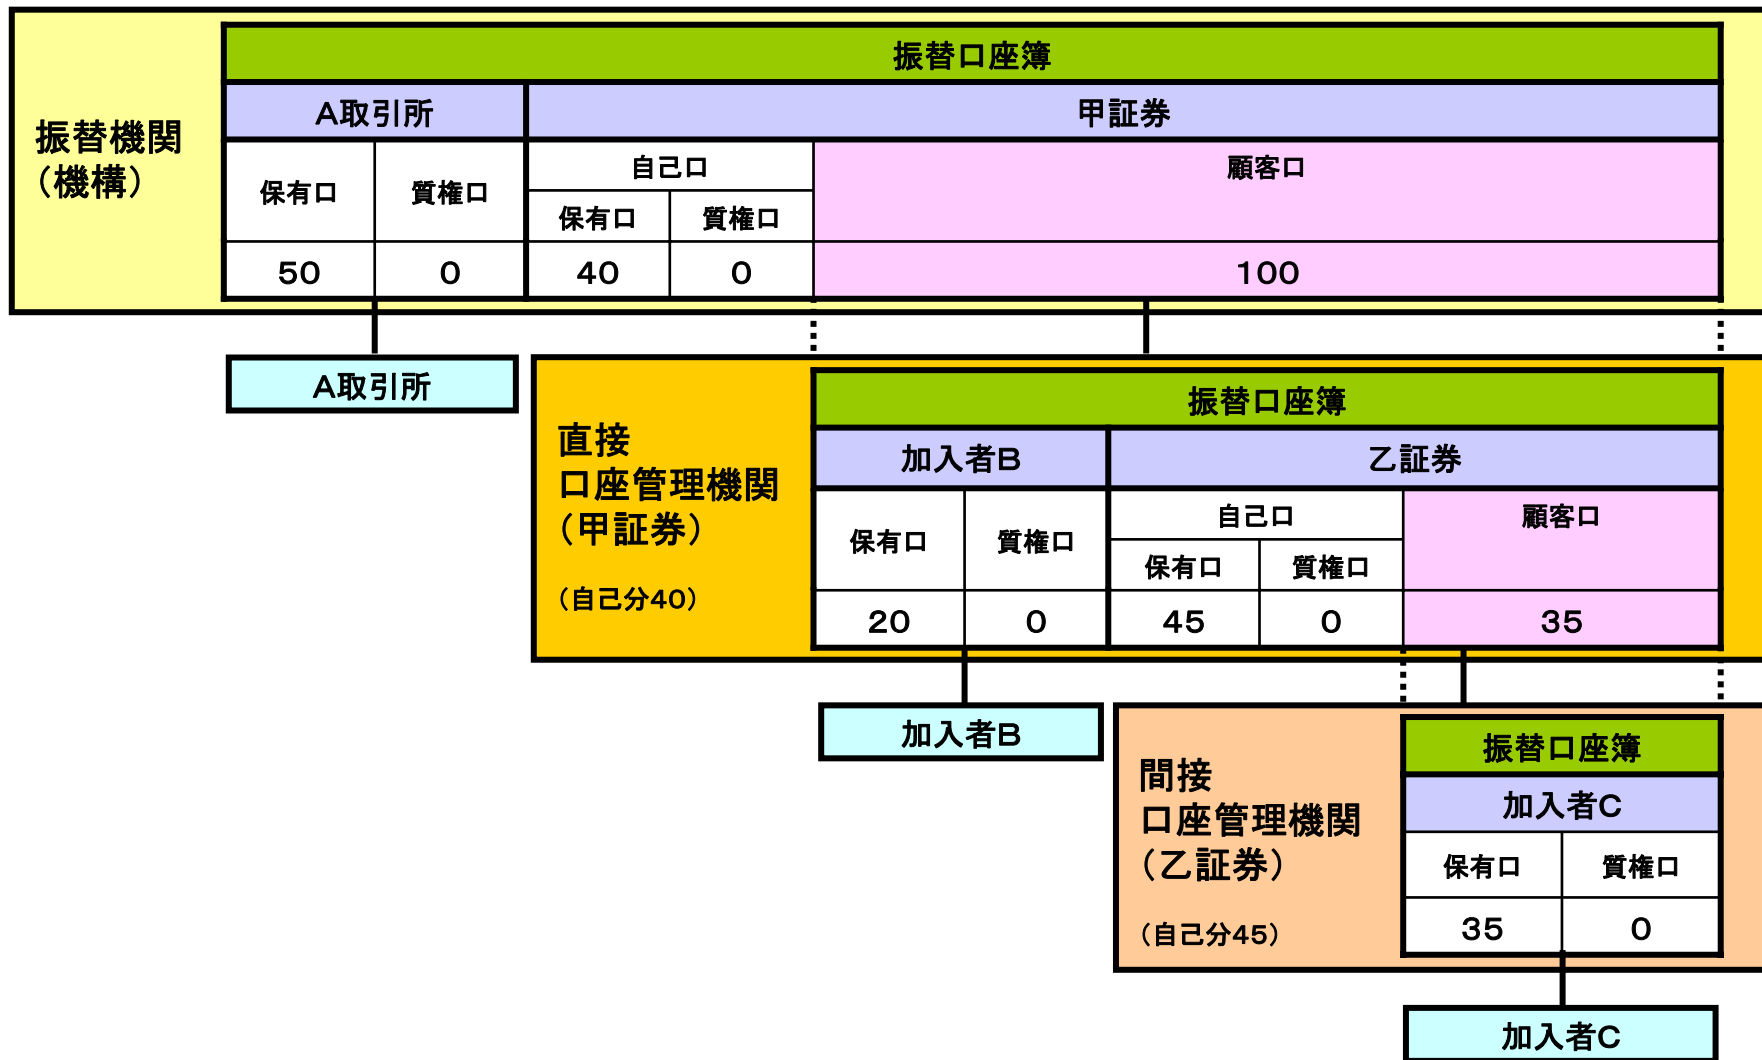 振替口座簿
A取引所 甲証券
振替機関
（機構）
保有口 質権口 自己口 顧客口
保有口 質権口
50 0 40 0 100
A取引所
振替口座簿
加入者B 乙証券
直接
口座管理機関
（甲証券）
（自己分40）
保有口 質権口 自己口 顧客口
保有口 質権口
20 0 45 0 35
加入者B
振替口座簿
加入者C
間接
口座管理機関
（乙証券）
（自己分45）
保有口 質権口
35 0
加入者C